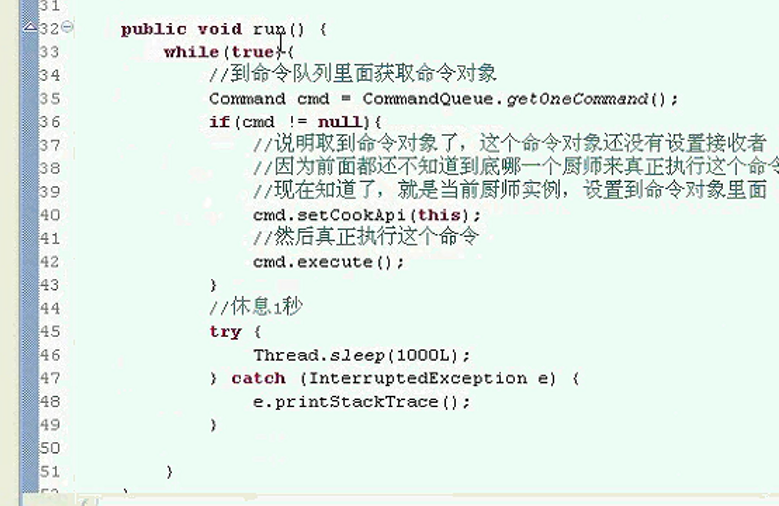 31
32 public void run() {
33 while(true){
34 //到命令队列里面获取命令对象
35 Command cmd = CommandQueue.getOneCommand();
36 if(cmd != null){
37 //说明取到命令对象了，这个命令对象还没有设置接收者
38 //因为前面都还不知道到底哪一个厨师来真正执行这个命令
39 //现在知道了，就是当前厨师实例，设置到命令对象里面
40 cmd.setCookApi(this);
41 //然后真正执行这个命令
42 cmd.execute();
43 }
44 //休息1秒
45 try {
46 Thread.sleep(1000L);
47 } catch (InterruptedException e) {
48 e.printStackTrace();
49 }
50
51 }